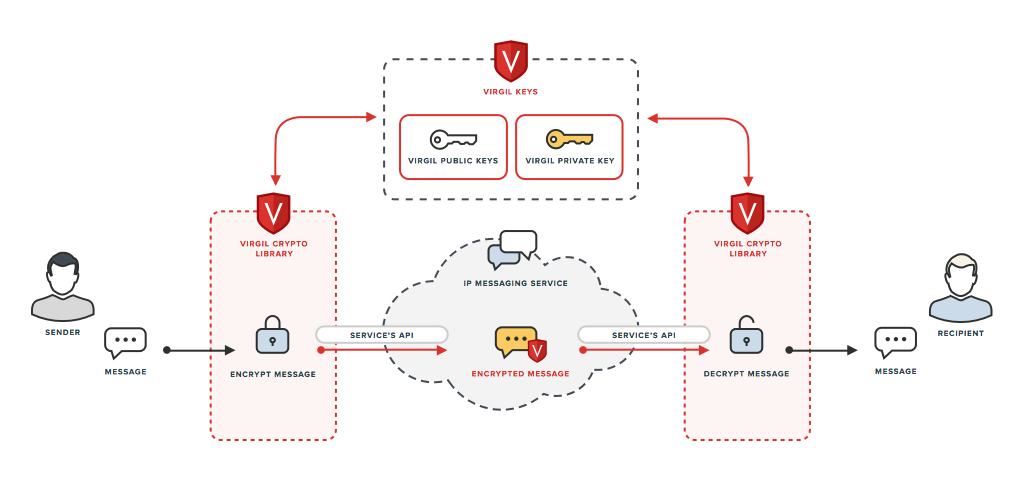 VIRGIL KEYS
VIRGIL PUBLIC KEYS
VIRGIL PRIVATE KEY
VIRGIL CRYPTO
LIBRARY
VIRGIL CRYPTO
LIBRARY
IP MESSAGING SERVICE
SENDER
RECIPIENT
SERVICE'S API
SERVICE'S API
MESSAGE
ENCRYPT MESSAGE
ENCRYPTED MESSAGE
DECRYPT MESSAGE
MESSAGE